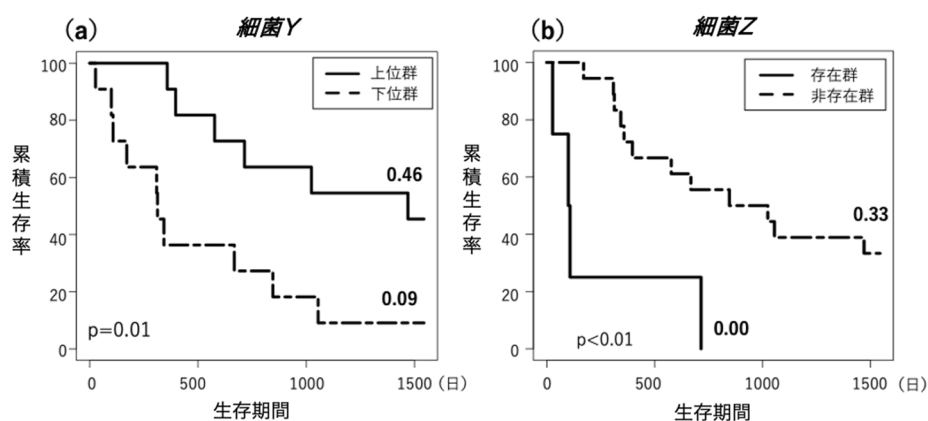 (a) 細菌Y
上位群
下位群
累積生存率
100
80
60
40
20
0
0.46
0.09
p=0.01
0 500 1000 1500 (日)
生存期間
(b) 細菌Z
存在群
非存在群
累積生存率
100
80
60
40
20
0
0.33
0.00
p<0.01
0 500 1000 1500 (日)
生存期間